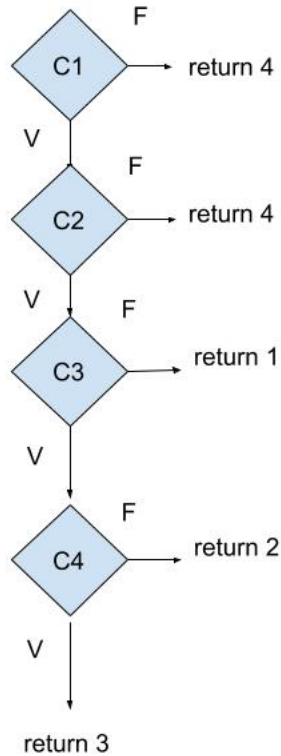 F
C1
return 4
V
F
C2
return 4
V
F
C3
return 1
V
F
C4
return 2
V
return 3